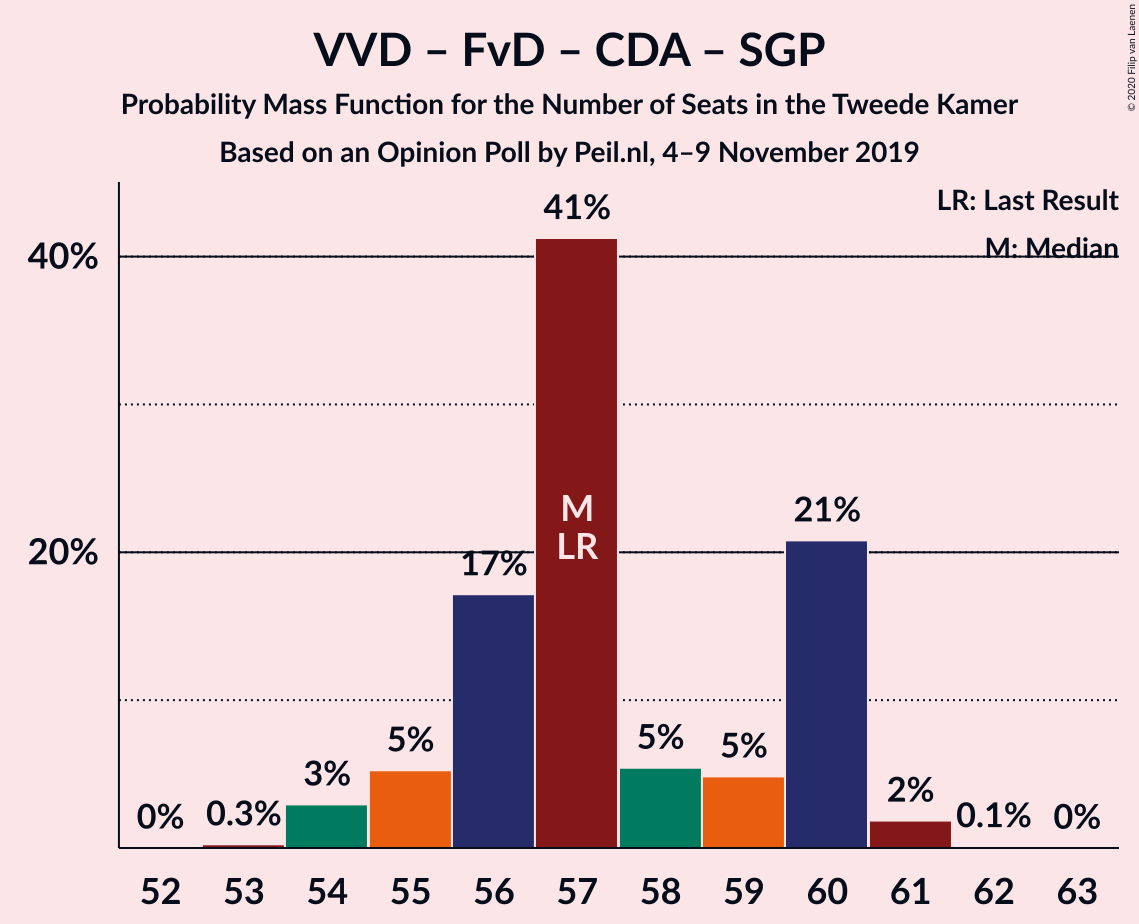 VVD – FvD – CDA – SGP
Probability Mass Function for the Number of Seats in the Tweede Kamer
Based on an Opinion Poll by Peil.nl, 4–9 November 2019
© 2020 Filip van Laenen
LR: Last Result
M: Median
40%
20%
0%
0.3%
3%
5%
17%
41%
M
LR
5%
5%
21%
2%
0.1%
0%
52 53 54 55 56 57 58 59 60 61 62 63